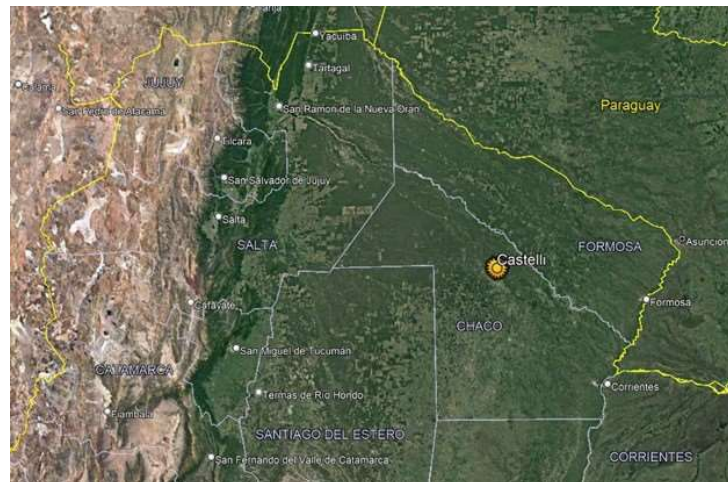 Yacuiba
Tartagal
JUJUY
San Pedro de Atacama
San Ramon de la Nueva Oran
Paraguay
Tilcara
San Salvador de Jujuy
Salta
SALTA
FORMOSA
Asuncion
Castelli
Formosa
Cafayate
CHACO
San Miguel de Tucumán
CATAMARCA
Corrientes
Termas de Rio Hondo
Fiambala
SANTIAGO DEL ESTERO
San Fernando del Valle de Catamarca
CORRIENTES